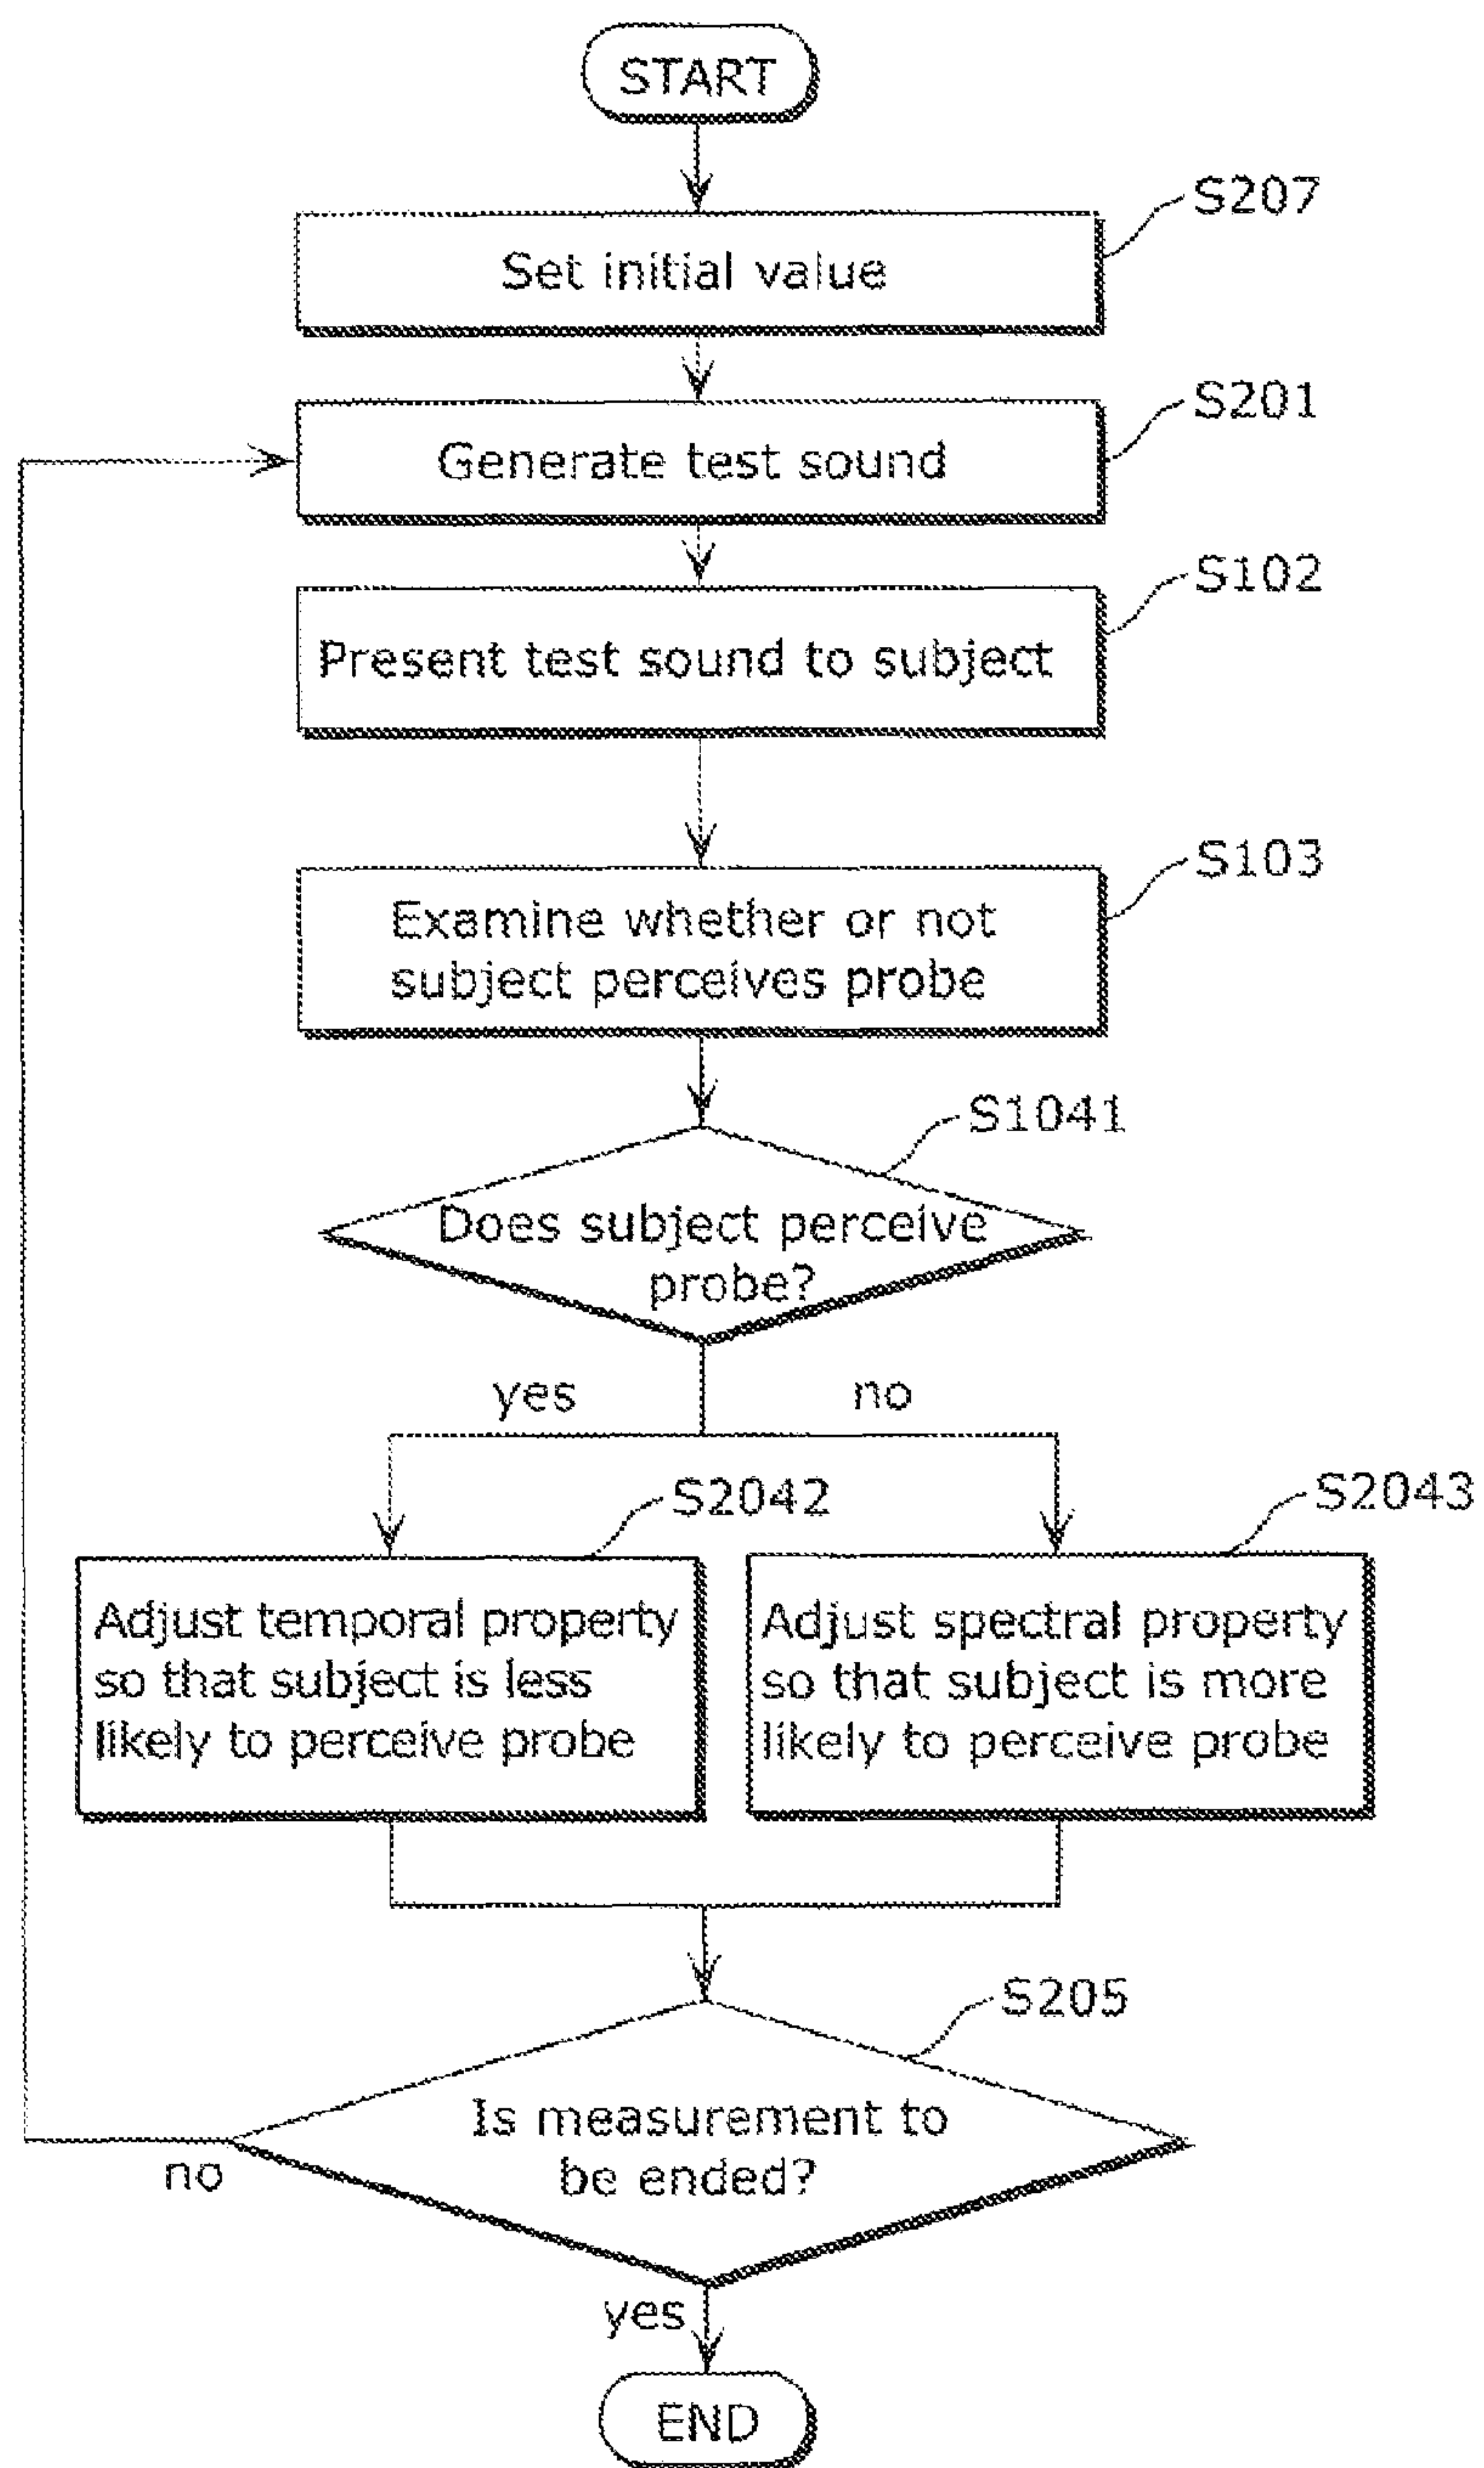 START
S207
Set initial value
S201
Generate test sound
S102
Present test sound to subject
S103
Examine whether or not
subject perceives probe
S1041
Does subject perceive
probe?
yes
no
S2042
S2043
Adjust temporal property
so that subject is less
likely to perceive probe
Adjust spectral property
so that subject is more
likely to perceive probe
S205
Is measurement to
be ended?
no
yes
END